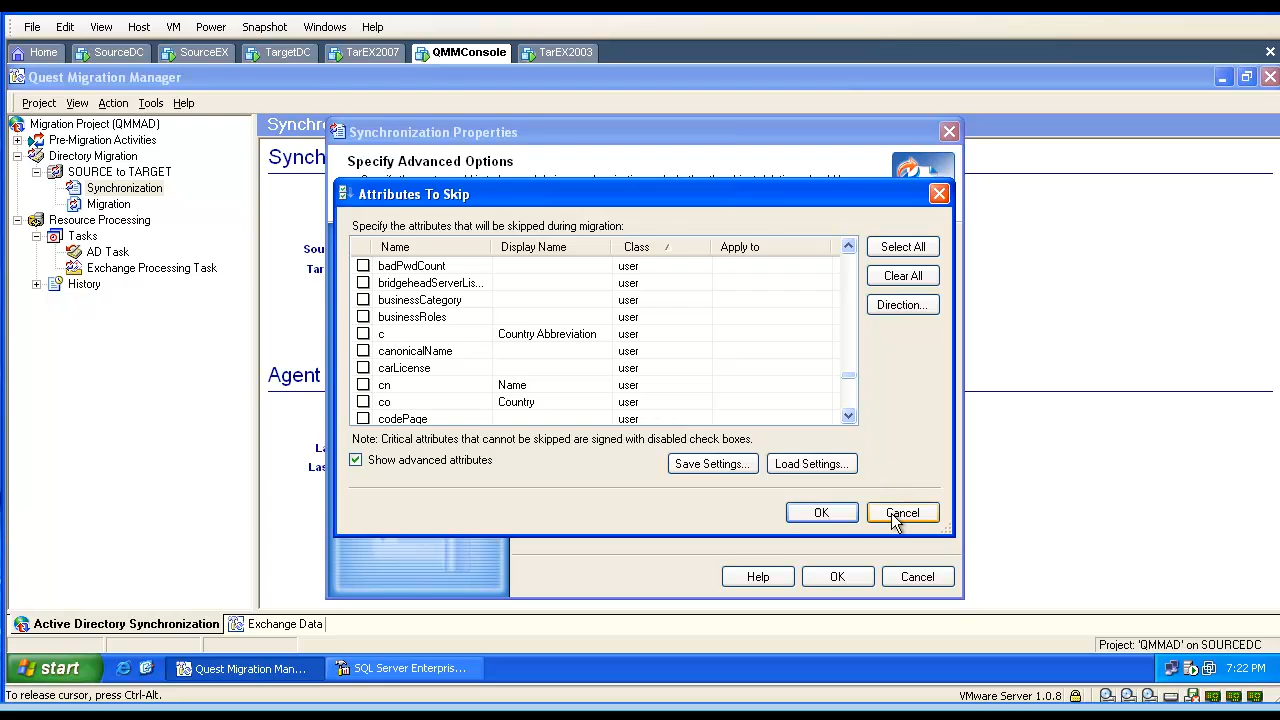 File Edit View Host VM Power Snapshot Windows Help
Home SourceDC SourceEX TargetDC TarEX2007 QMMConsole TarEX2003
Quest Migration Manager
Project View Action Tools Help
Migration Project (QMMAD)
Pre-Migration Activities
Directory Migration
SOURCE to TARGET
Synchronization
Migration
Resource Processing
Tasks
AD Task
Exchange Processing Task
History
Synchr
Synch
Sou
Tar
Agent
La
Las
Synchronization Properties
Specify Advanced Options
Attributes To Skip
Specify the attributes that will be skipped during migration:
Name Display Name Class Apply to
badPwdCount user
bridgeheadServerLis... user
businessCategory user
businessRoles user
c Country Abbreviation user
canonicalName user
carLicense user
cn Name user
co Country user
codePage user
Select All
Clear All
Direction...
Note: Critical attributes that cannot be skipped are signed with disabled check boxes.
Show advanced attributes
Save Settings... Load Settings...
OK Cancel
Help OK Cancel
Active Directory Synchronization Exchange Data
Project: 'QMMAD' on SOURCEDC
start Quest Migration Man... SQL Server Enterpris... 7:22 PM
To release cursor, press Ctrl-Alt. VMware Server 1.0.8